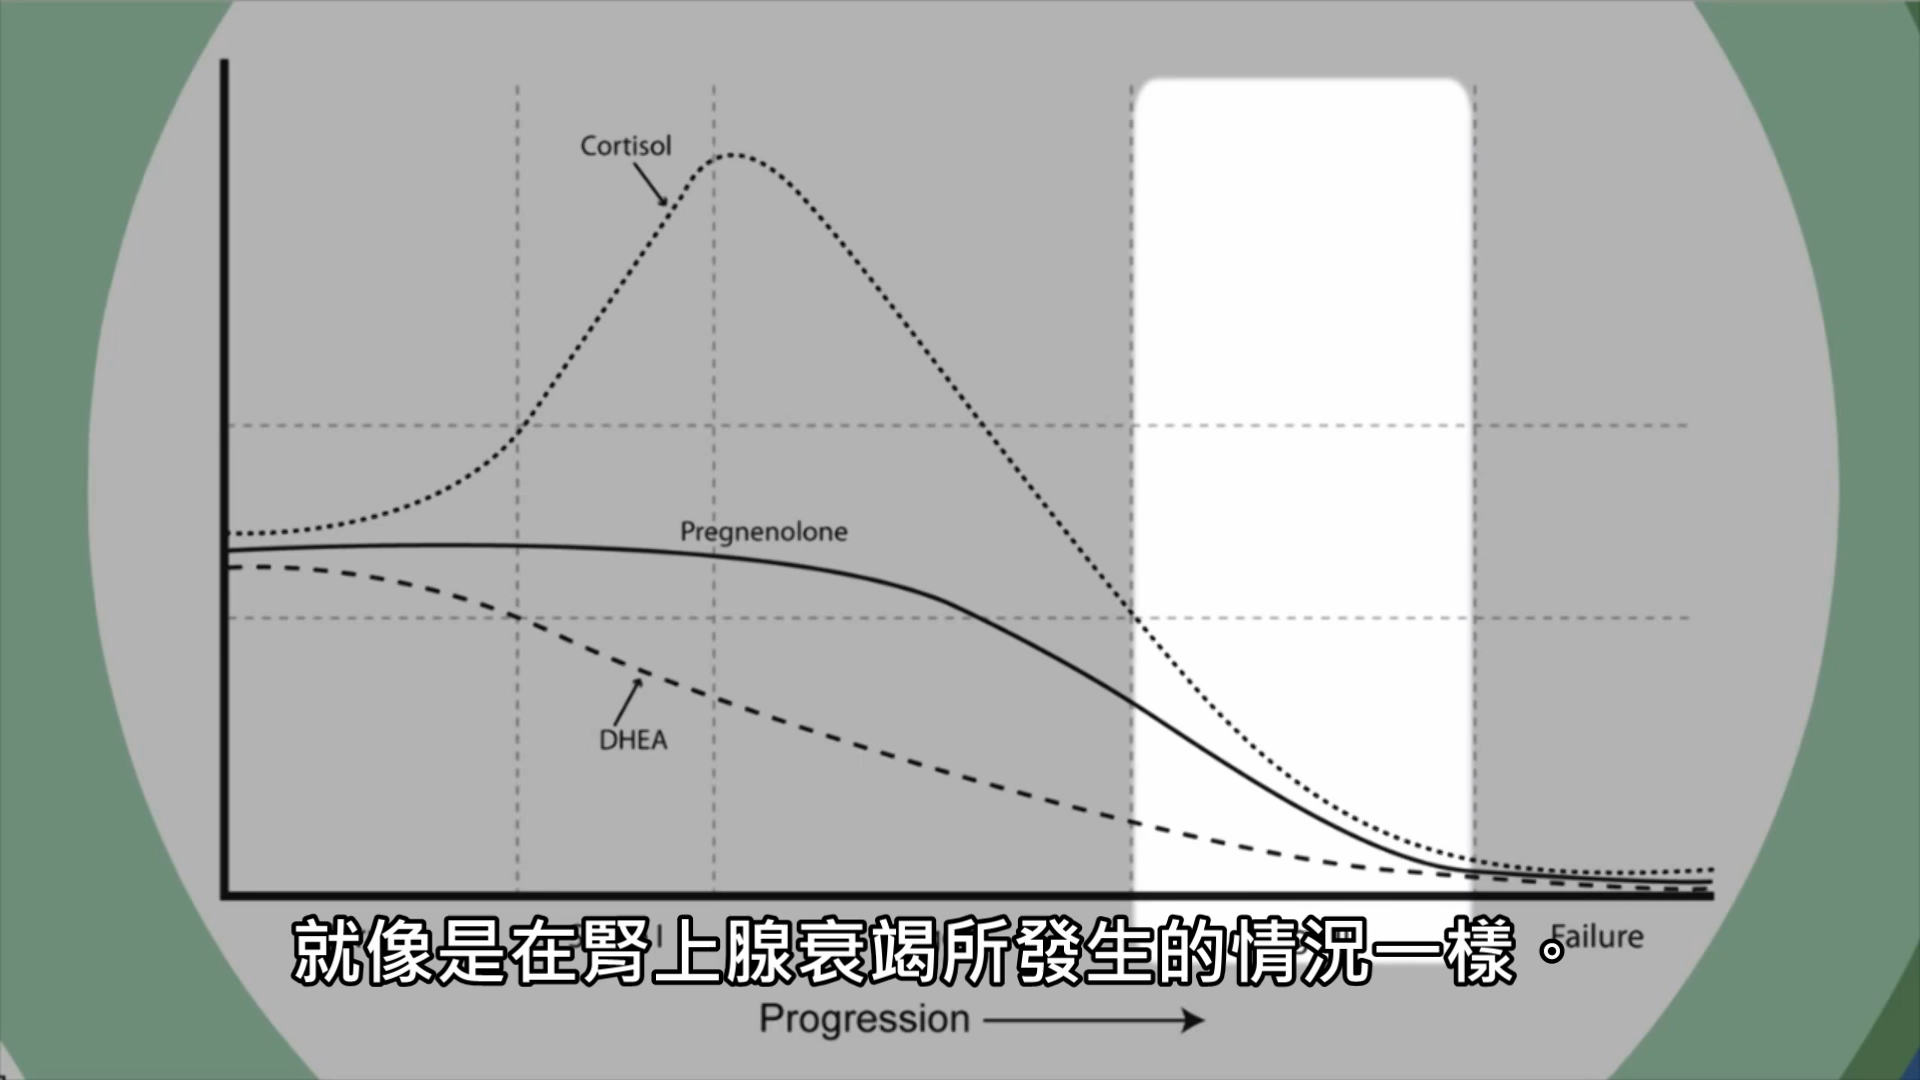 Cortisol
Pregnenolone
DHEA
Failure
就像是在腎上腺衰竭所發生的情況一樣。
Progression